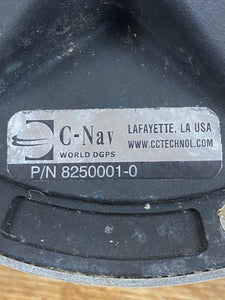 C-Nav
WORLD DGPS
LAFAYETTE, LA USA
WWW.CCTECHNOL.COM
P/N 8250001-0